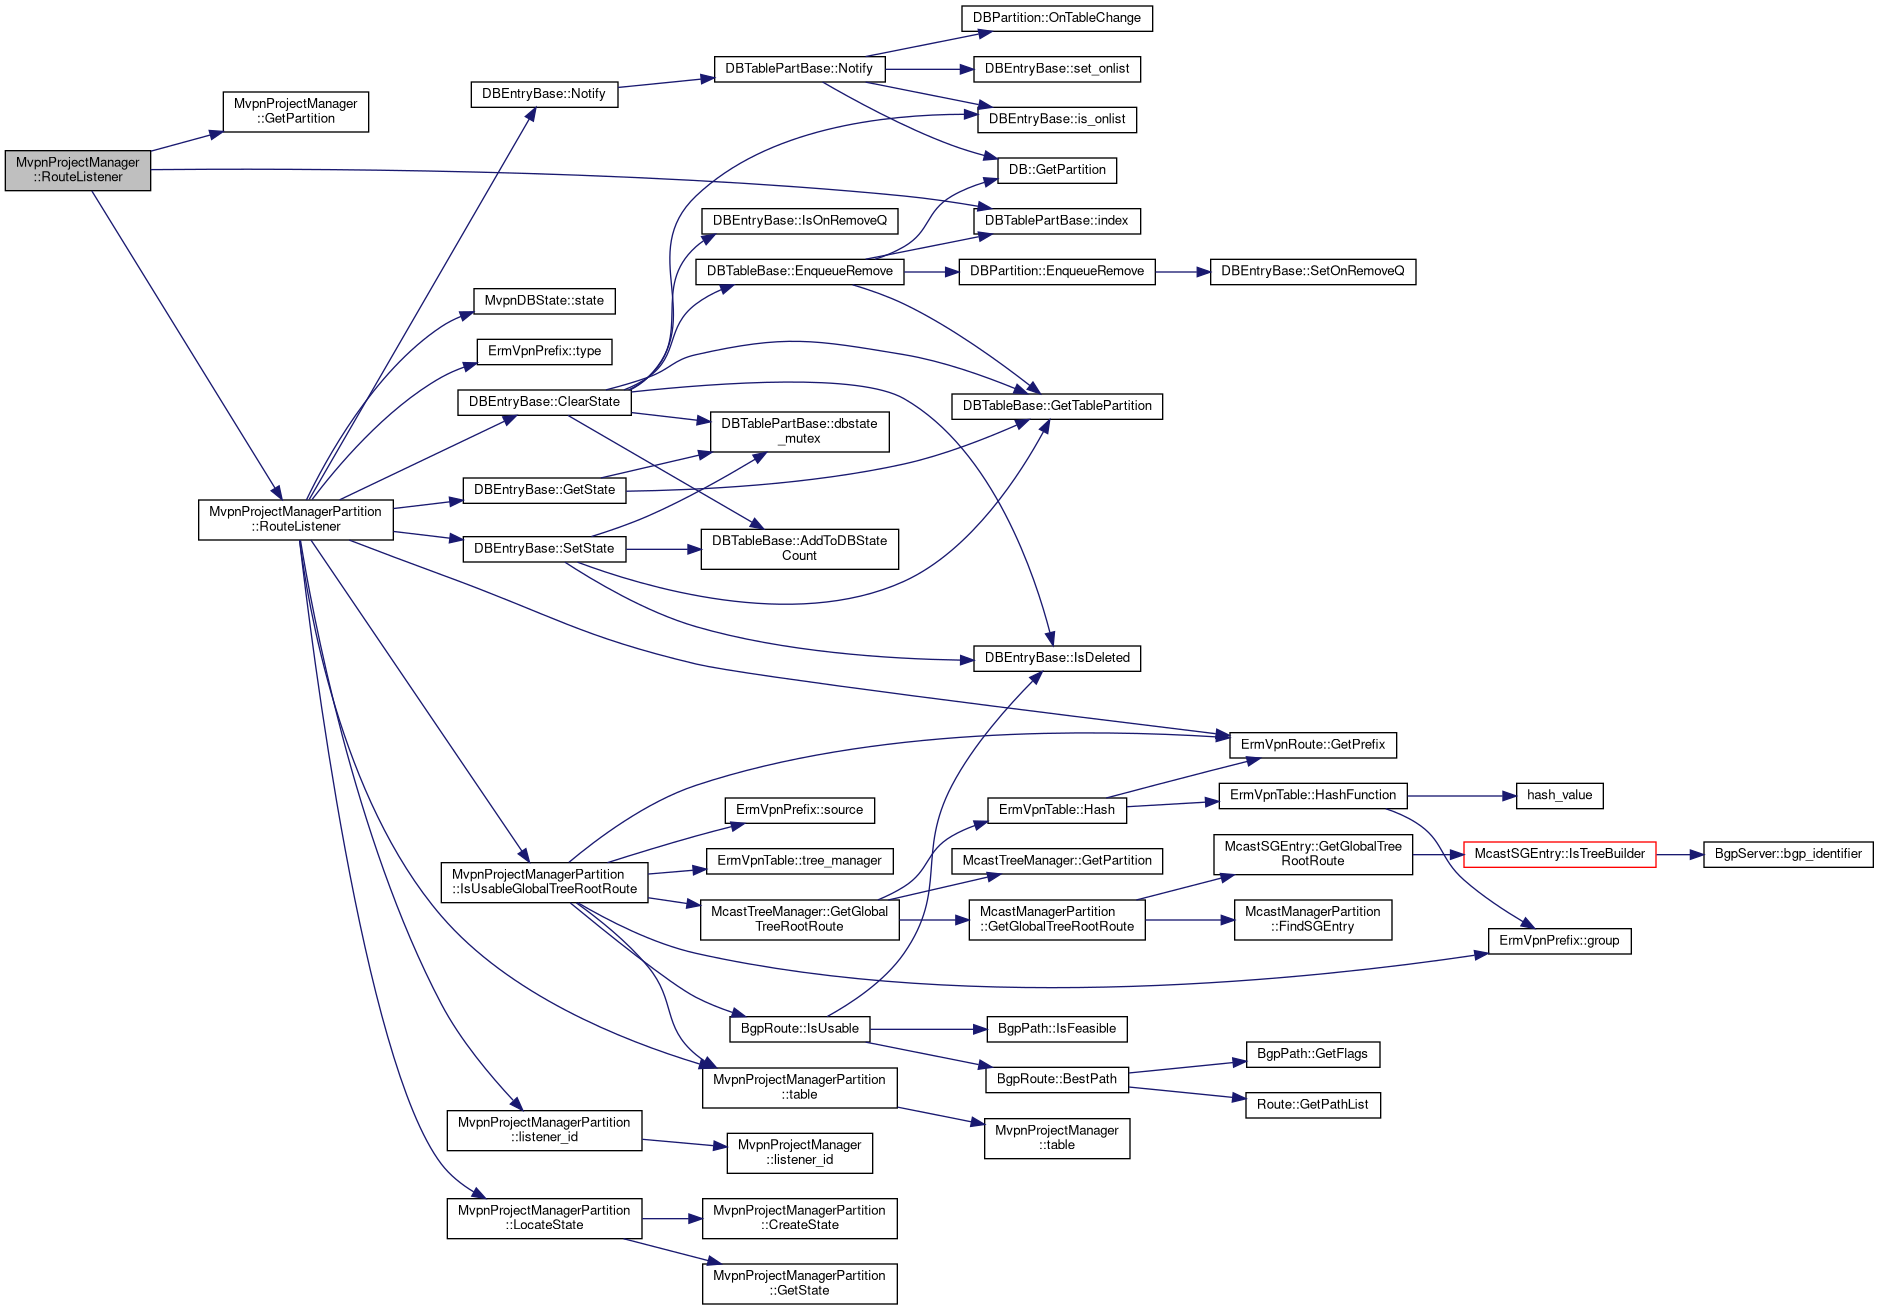 DBPartition::OnTableChange
DBTablePartBase::Notify
DBEntryBase::set_onlist
DBEntryBase::Notify
MvpnProjectManager
::GetPartition
DBEntryBase::is_onlist
MvpnProjectManager
::RouteListener
DB::GetPartition
DBEntryBase::IsOnRemoveQ
DBTablePartBase::index
DBTableBase::EnqueueRemove
DBPartition::EnqueueRemove
DBEntryBase::SetOnRemoveQ
MvpnDBState::state
ErmVpnPrefix::type
DBEntryBase::ClearState
DBTableBase::GetTablePartition
DBTablePartBase::dbstate
_mutex
DBEntryBase::GetState
MvpnProjectManagerPartition
::RouteListener
DBEntryBase::SetState
DBTableBase::AddToDBState
Count
DBEntryBase::IsDeleted
ErmVpnRoute::GetPrefix
ErmVpnPrefix::source
ErmVpnTable::Hash
ErmVpnTable::HashFunction
hash_value
ErmVpnTable::tree_manager
McastTreeManager::GetPartition
McastSGEntry::GetGlobalTree
RootRoute
McastSGEntry::IsTreeBuilder
BgpServer::bgp_identifier
MvpnProjectManagerPartition
::IsUsableGlobalTreeRootRoute
McastTreeManager::GetGlobal
TreeRootRoute
McastManagerPartition
::GetGlobalTreeRootRoute
McastManagerPartition
::FindSGEntry
ErmVpnPrefix::group
BgpRoute::IsUsable
BgpPath::IsFeasible
BgpPath::GetFlags
BgpRoute::BestPath
MvpnProjectManagerPartition
::table
Route::GetPathList
MvpnProjectManagerPartition
::listener_id
MvpnProjectManager
::table
MvpnProjectManager
::listener_id
MvpnProjectManagerPartition
::LocateState
MvpnProjectManagerPartition
::CreateState
MvpnProjectManagerPartition
::GetState